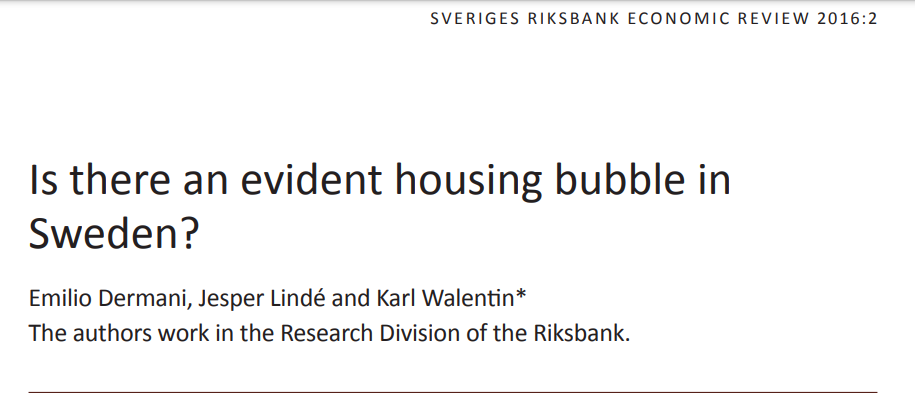 SVERIGES RIKSBANK ECONOMIC REVIEW 2016:2
Is there an evident housing bubble in
Sweden?
Emilio Dermani, Jesper Lindé and Karl Walentin*
The authors work in the Research Division of the Riksbank.